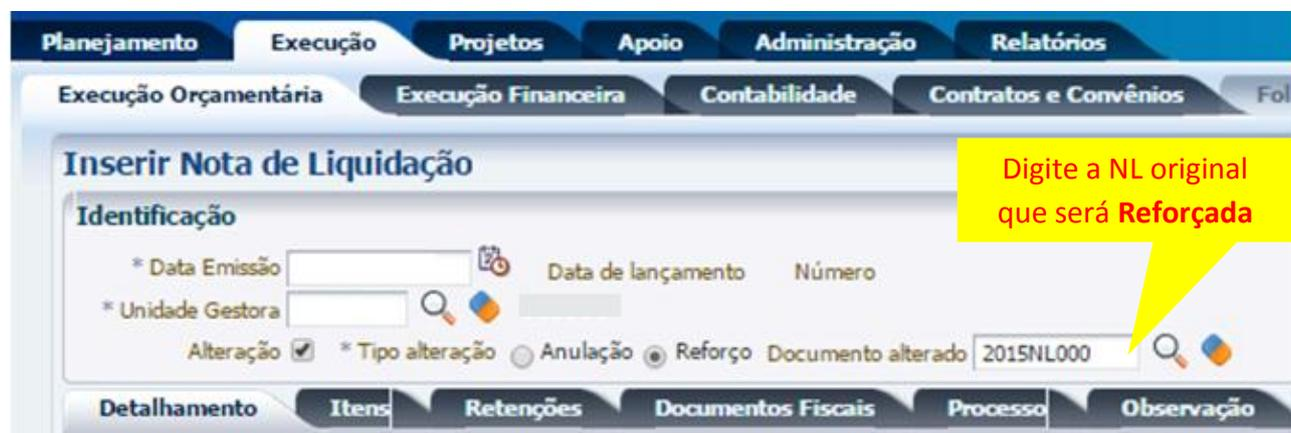 Planejamento Execução Projetos Apoio Administração Relatórios
Execução Orçamentária Execução Financeira Contabilidade Contratos e Convênios Fol
Inserir Nota de Liquidação
Digite a NL original
que será Reforçada
Identificação
* Data Emissão Data de lançamento Número
* Unidade Gestora
Alteração * Tipo alteração Anulação Reforço Documento alterado 2015NL000
Detalhamento Itens Retenções Documentos Fiscais Processo Observação